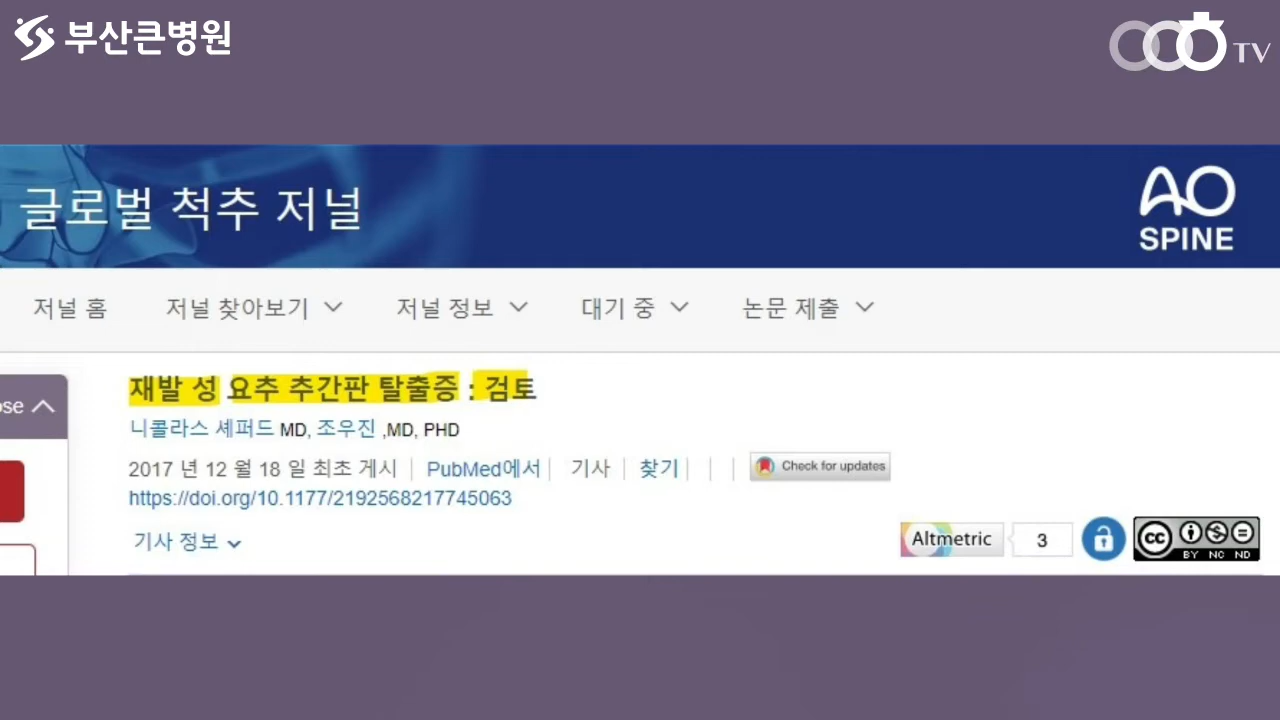 부산큰병원
TV
글로벌 척추 저널
AO
SPINE
저널 홈 저널 찾아보기 저널 정보 대기 중 논문 제출
ose
재발 성 요추 추간판 탈출증 : 검토
니콜라스 셰퍼드 MD, 조우진 ,MD, PHD
2017 년 12 월 18 일 최초 게시 | PubMed에서 | 기사 | 찾기 | | | Check for updates
https://doi.org/10.1177/2192568217745063
기사 정보
Altmetric 3
cc BY NC ND